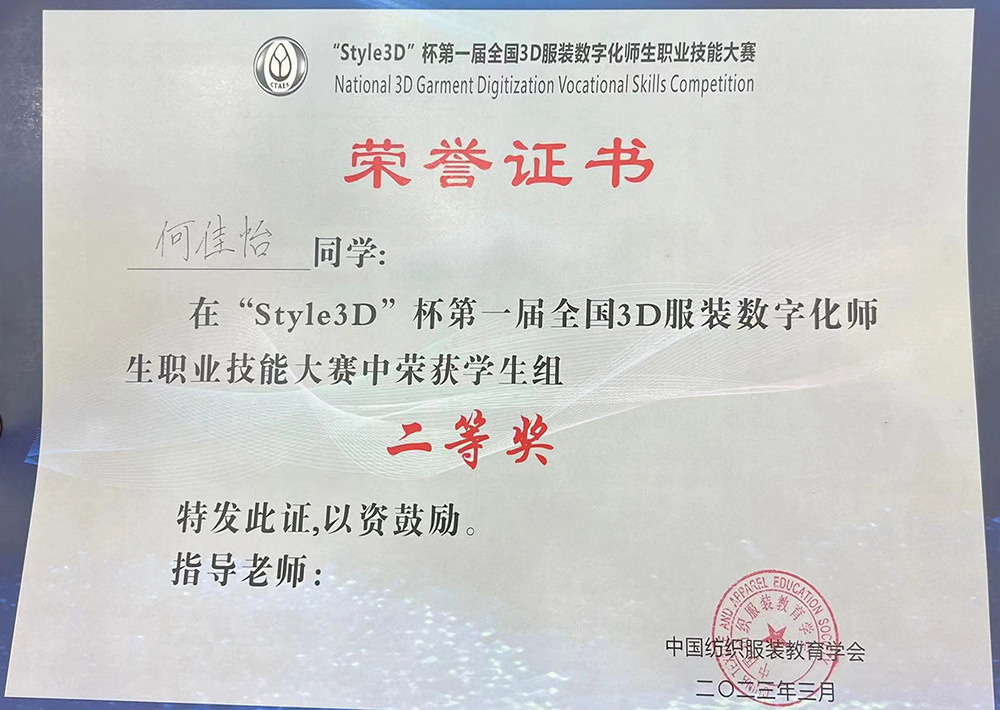 “Style3D”杯第一届全国3D服装数字化师生职业技能大赛
National 3D Garment Digitization Vocational Skills Competition
CTAES
荣誉证书
何佳怡 同学:
在“Style3D”杯第一届全国3D服装数字化师
生职业技能大赛中荣获学生组
二等奖
特发此证,以资鼓励。
指导老师:
中国纺织服装教育学会
二〇二三年三月
AND APPAREL EDUCATION